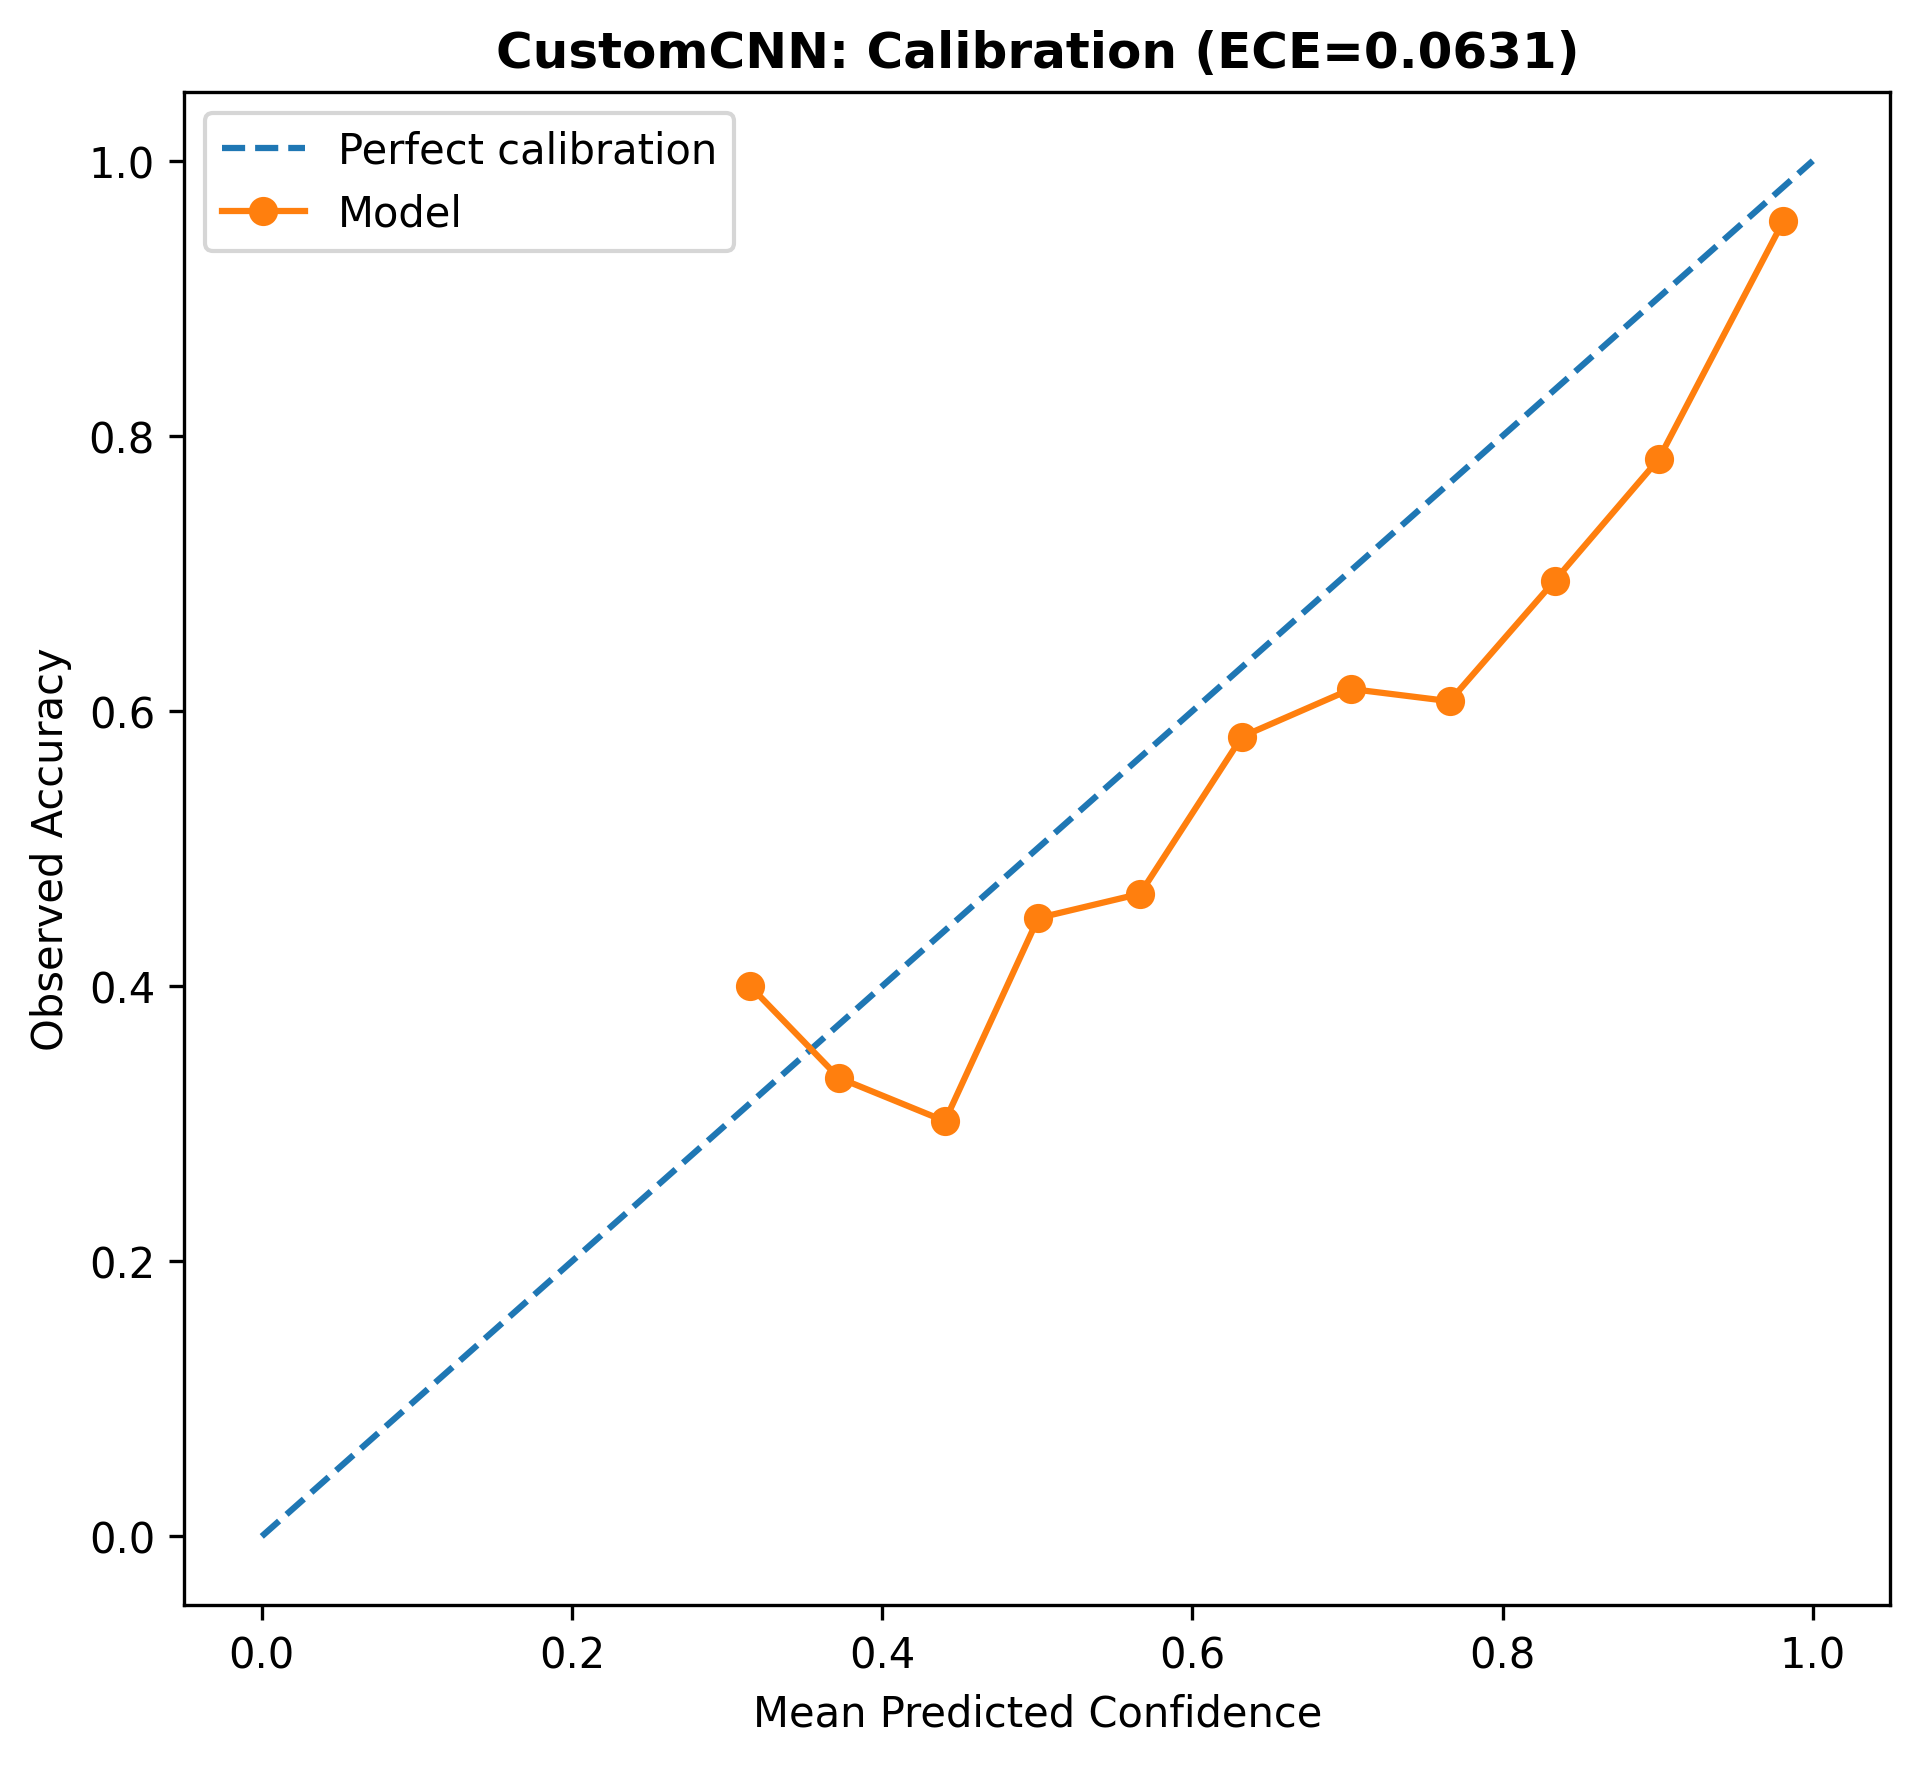 CustomCNN: Calibration (ECE=0.0631)
Perfect calibration
Model
1.0
0.8
0.6
0.4
0.2
0.0
Observed Accuracy
0.0 0.2 0.4 0.6 0.8 1.0
Mean Predicted Confidence